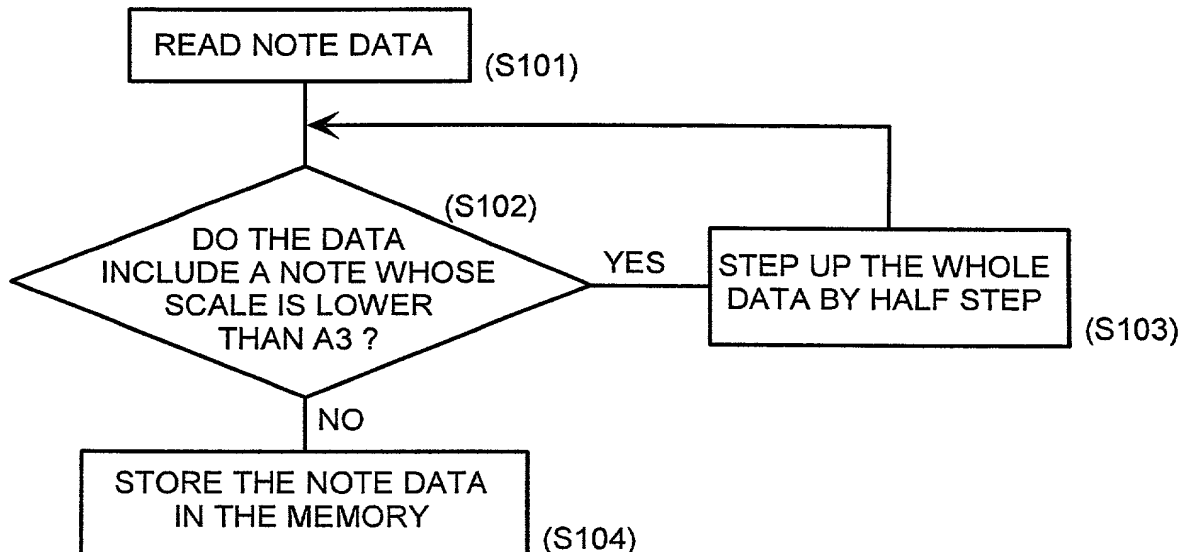 READ NOTE DATA
(S101)
(S102)
DO THE DATA
INCLUDE A NOTE WHOSE
SCALE IS LOWER
THAN A3 ?
YES
STEP UP THE WHOLE
DATA BY HALF STEP
(S103)
NO
STORE THE NOTE DATA
IN THE MEMORY
(S104)